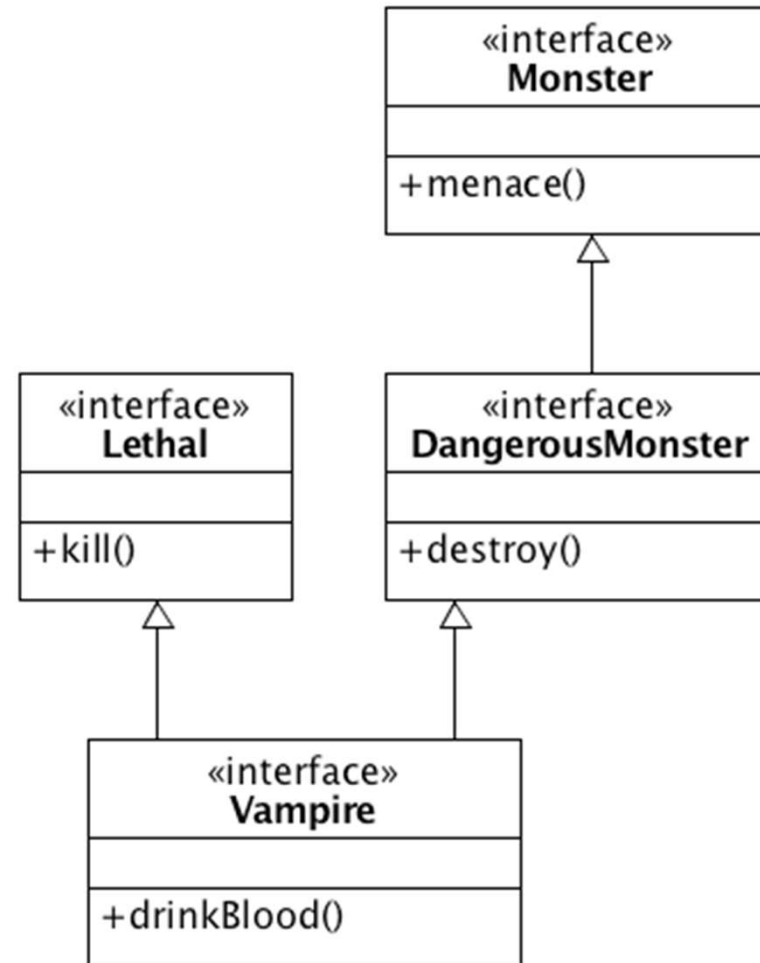 «interface»
Monster
+menace()
«interface»
Lethal
+kill()
«interface»
DangerousMonster
+destroy()
«interface»
Vampire
+drinkBlood()